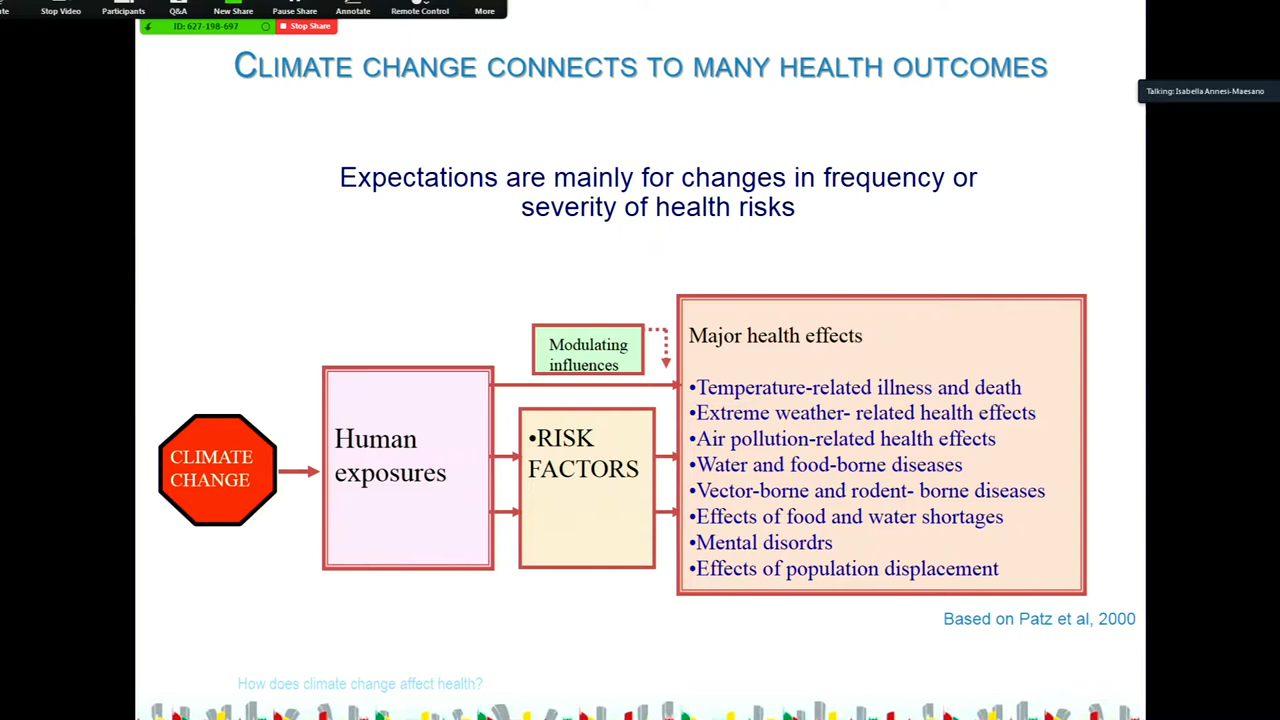 Stop Video Participants Q&A New Share Pause Share Annotate Remote Control More
ID: 627-198-697 Stop Share
CLIMATE CHANGE CONNECTS TO MANY HEALTH OUTCOMES
Talking: Isabella Annesi-Maesano
Expectations are mainly for changes in frequency or
severity of health risks
Modulating
influences
CLIMATE
CHANGE
Human
exposures
•RISK
FACTORS
Major health effects
•Temperature-related illness and death
•Extreme weather- related health effects
•Air pollution-related health effects
•Water and food-borne diseases
•Vector-borne and rodent- borne diseases
•Effects of food and water shortages
•Mental disordrs
•Effects of population displacement
Based on Patz et al, 2000
How does climate change affect health?